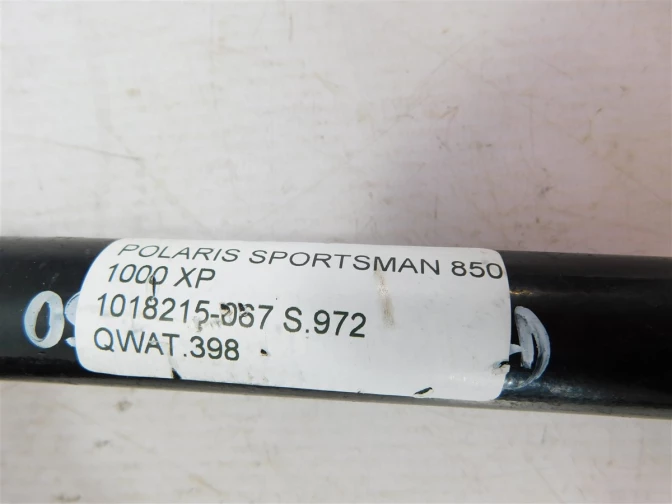 POLARIS SPORTSMAN 850
1000 XP
1018215-067 S.972
QWAT.398